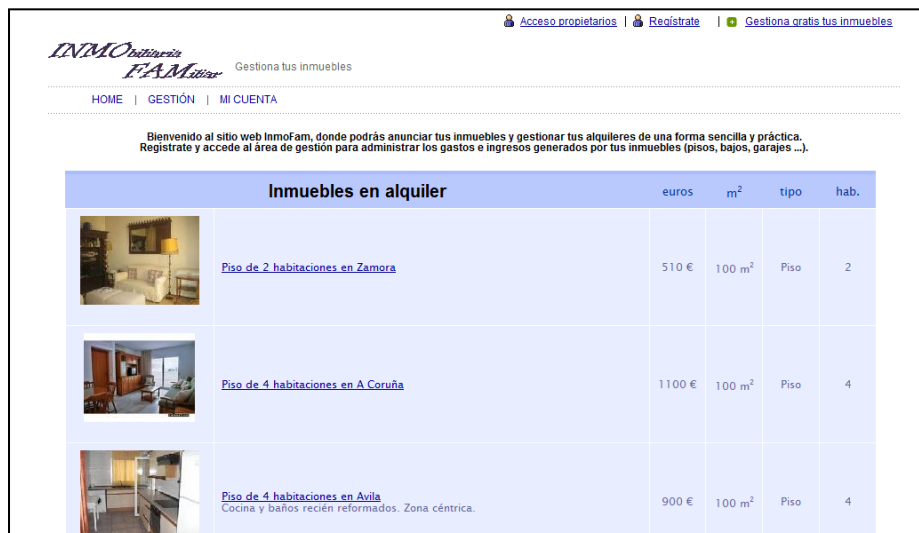 Acceso propietarios | Regístrate | Gestiona gratis tus inmuebles
INMObiliaria
FAMiliar
Gestiona tus inmuebles
HOME | GESTIÓN | MI CUENTA
Bienvenido al sitio web InmoFam, donde podrás anunciar tus inmuebles y gestionar tus alquileres de una forma sencilla y práctica.
Regístrate y accede al área de gestión para administrar los gastos e ingresos generados por tus inmuebles (pisos, bajos, garajes ...).
Inmuebles en alquiler euros m² tipo hab.
Piso de 2 habitaciones en Zamora 510 € 100 m² Piso 2
Piso de 4 habitaciones en A Coruña 1100 € 100 m² Piso 4
Piso de 4 habitaciones en Avila
Cocina y baños recién reformados. Zona céntrica.
900 € 100 m² Piso 4